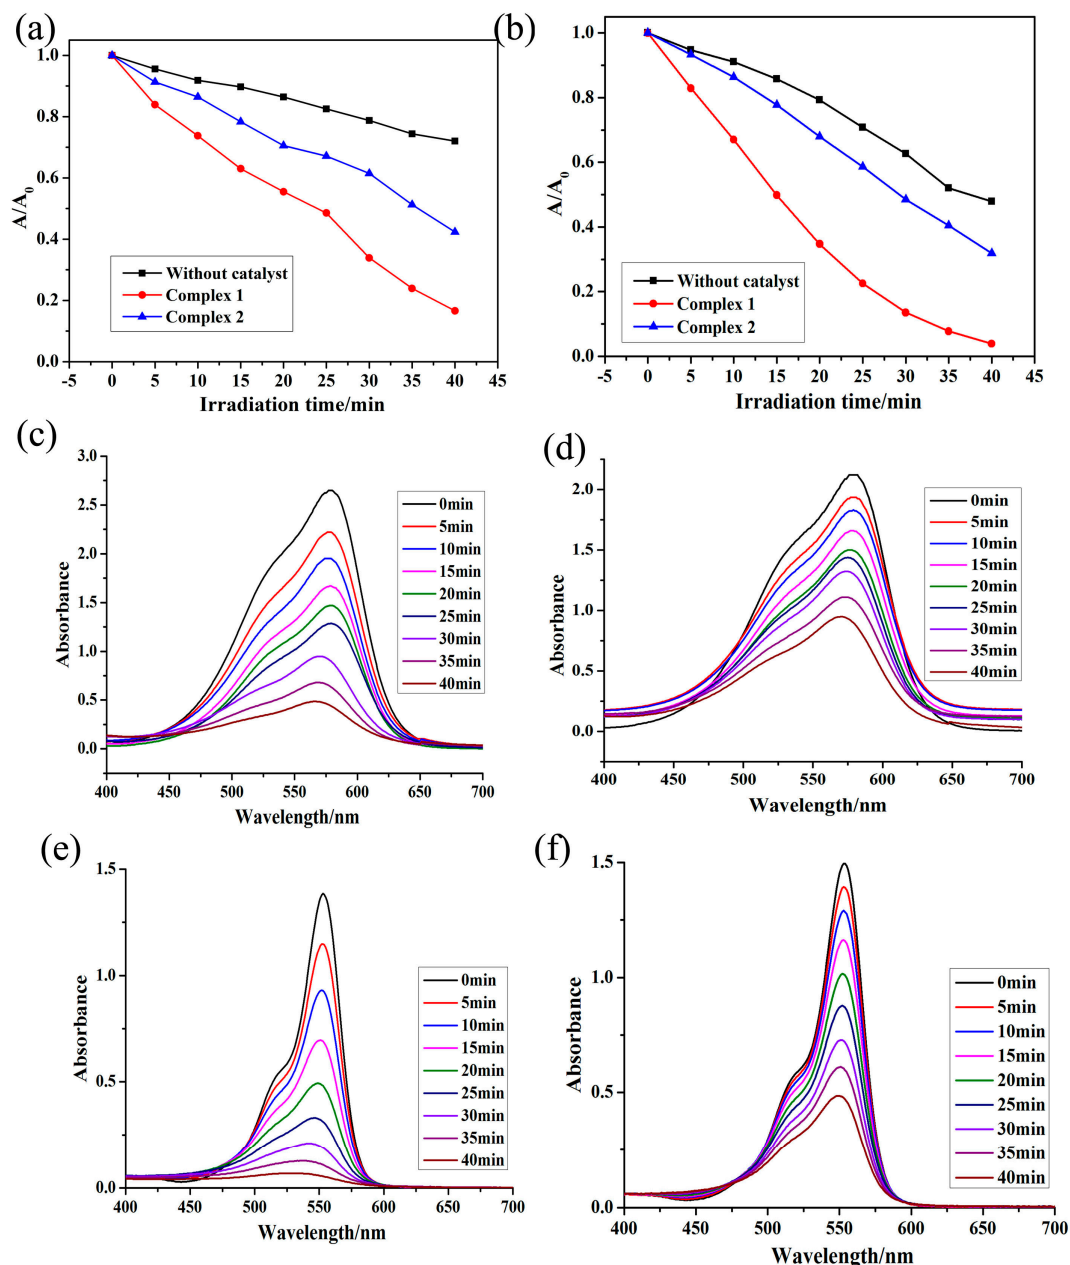 (a)
1.0
0.8
0.6
0.4
0.2
0.0
A/A0
Without catalyst
Complex 1
Complex 2
-5 0 5 10 15 20 25 30 35 40 45
Irradiation time/min
(b)
1.0
0.8
0.6
0.4
0.2
0.0
A/A0
Without catalyst
Complex 1
Complex 2
-5 0 5 10 15 20 25 30 35 40 45
Irradiation time/min
(c)
3.0
2.5
2.0
1.5
1.0
0.5
0.0
Absorbance
0min
5min
10min
15min
20min
25min
30min
35min
40min
400 450 500 550 600 650 700
Wavelength/nm
(d)
2.0
1.5
1.0
0.5
0.0
Absorbance
0min
5min
10min
15min
20min
25min
30min
35min
40min
400 450 500 550 600 650 700
Wavelength/nm
(e)
1.5
1.0
0.5
0.0
Absorbance
0min
5min
10min
15min
20min
25min
30min
35min
40min
400 450 500 550 600 650 700
Wavelength/nm
(f)
1.5
1.0
0.5
0.0
Absorbance
0min
5min
10min
15min
20min
25min
30min
35min
40min
400 450 500 550 600 650 700
Wavelength/nm